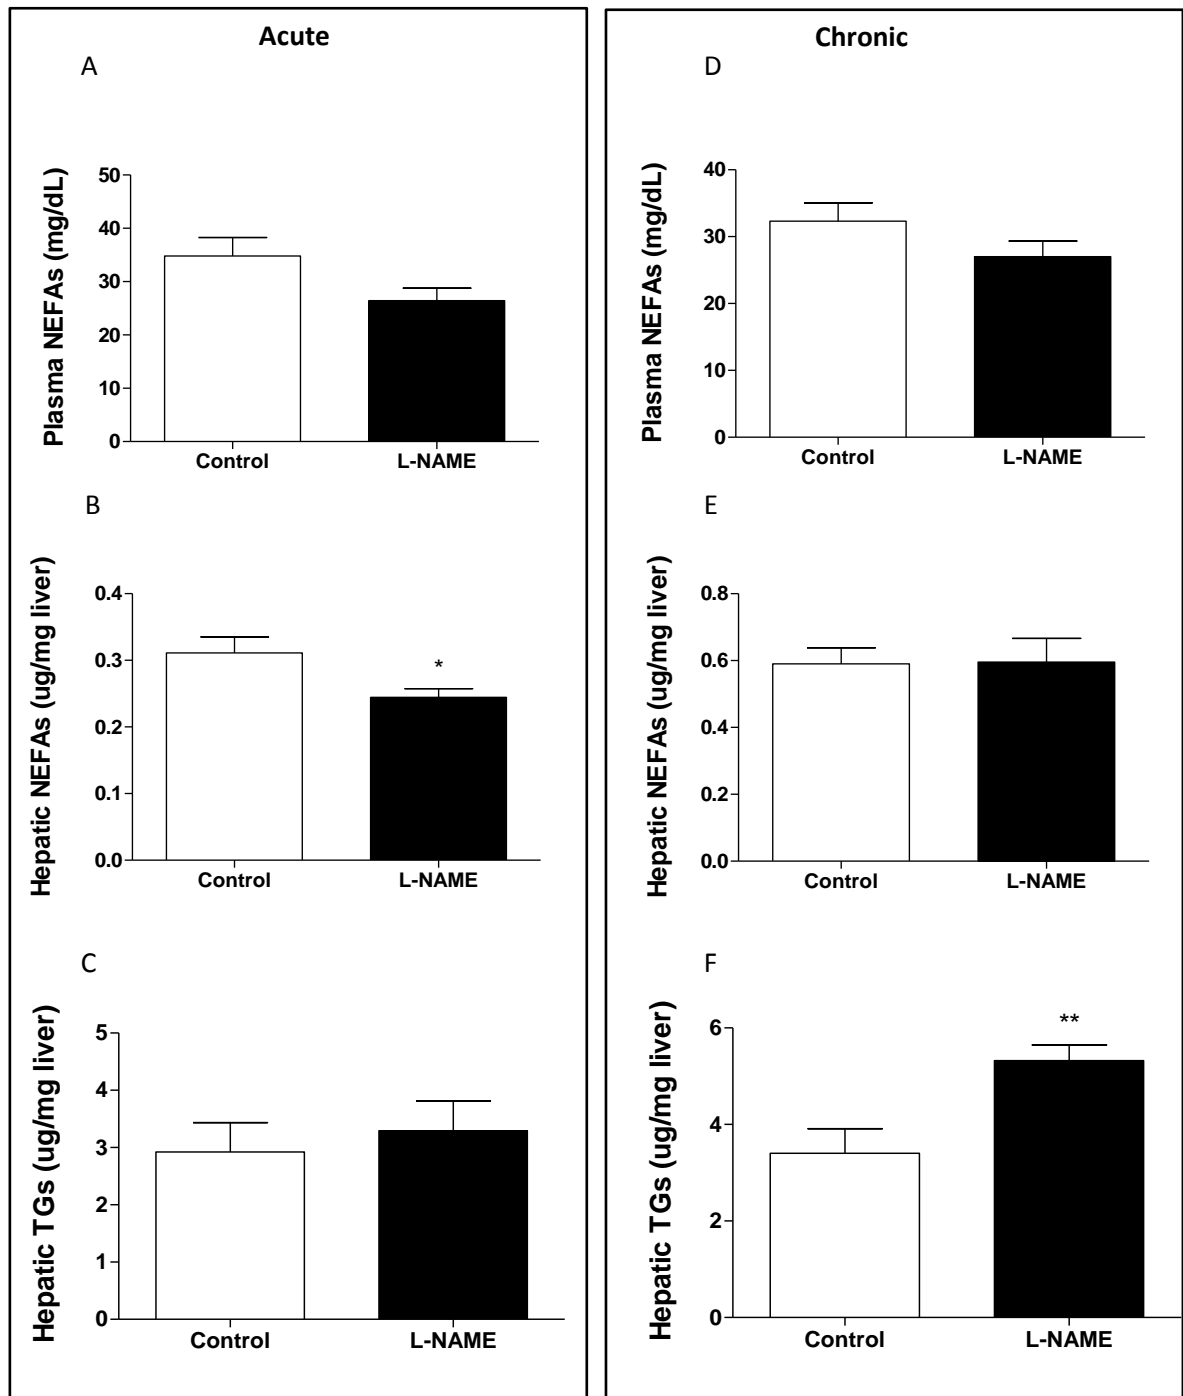 Acute
A
Plasma NEFAs (mg/dL)
50
40
30
20
10
0
Control L-NAME
B
Hepatic NEFAs (ug/mg liver)
0.4
0.3
0.2
0.1
0.0
*
Control L-NAME
C
Hepatic TGs (ug/mg liver)
5
4
3
2
1
0
Control L-NAME
Chronic
D
Plasma NEFAs (mg/dL)
40
30
20
10
0
Control L-NAME
E
Hepatic NEFAs (ug/mg liver)
0.8
0.6
0.4
0.2
0.0
Control L-NAME
F
Hepatic TGs (ug/mg liver)
6
4
2
0
**
Control L-NAME